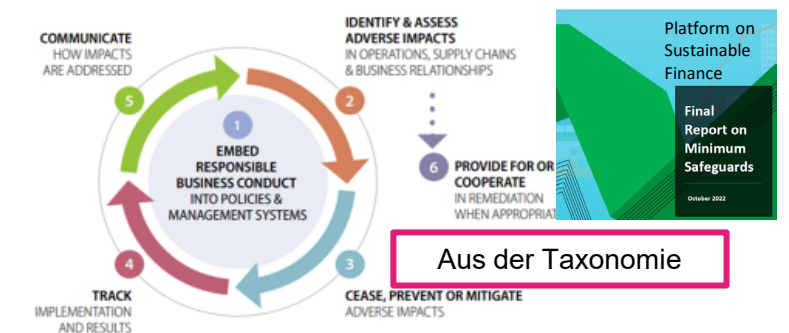 COMMUNICATE
HOW IMPACTS
ARE ADDRESSED
5
IDENTIFY & ASSESS
ADVERSE IMPACTS
IN OPERATIONS, SUPPLY CHAINS
& BUSINESS RELATIONSHIPS
2
1
EMBED
RESPONSIBLE
BUSINESS CONDUCT
INTO POLICIES &
MANAGEMENT SYSTEMS
6
PROVIDE FOR OR
COOPERATE
IN REMEDIATION
WHEN APPROPRIAT
4
TRACK
IMPLEMENTATION
AND RESULTS
3
CEASE, PREVENT OR MITIGATE
ADVERSE IMPACTS
Platform on
Sustainable
Finance
Final
Report on
Minimum
Safeguards
October 2022
Aus der Taxonomie